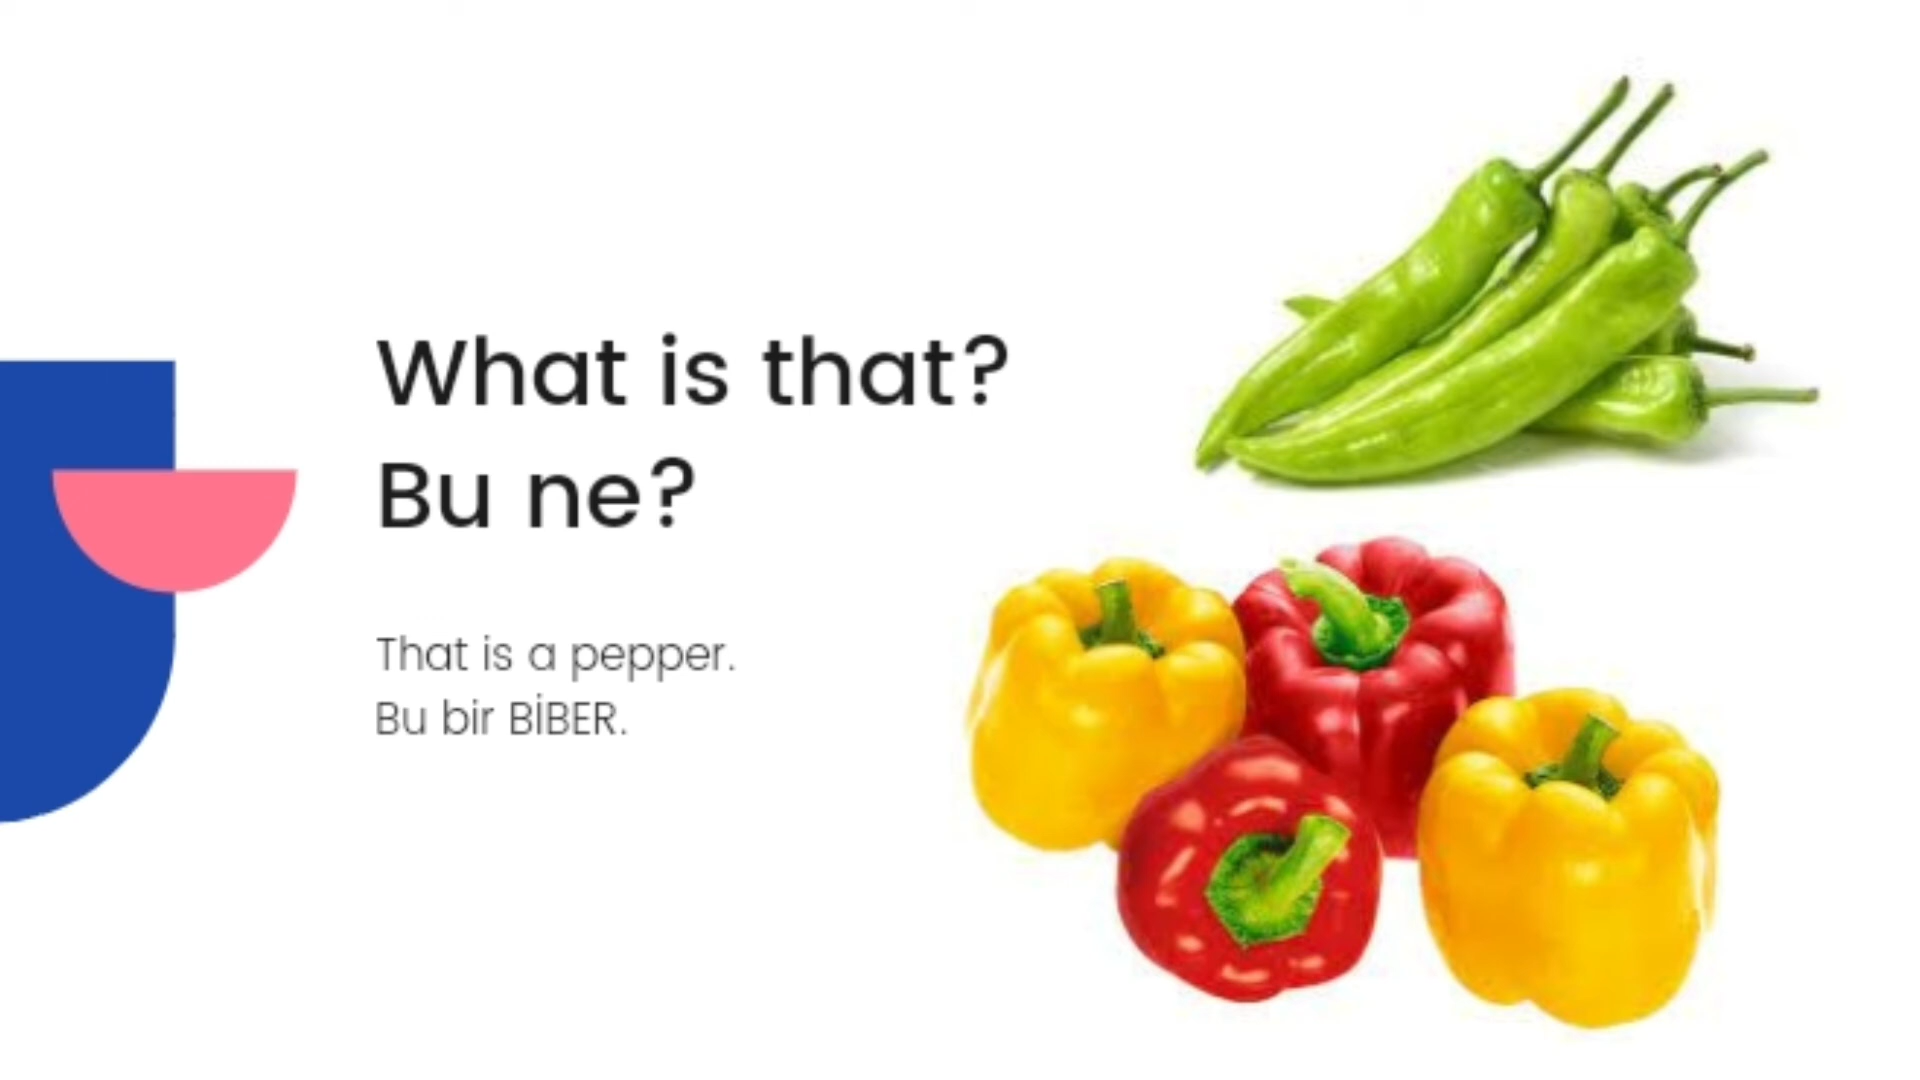 What is that?
Bu ne?
That is a pepper.
Bu bir BİBER.